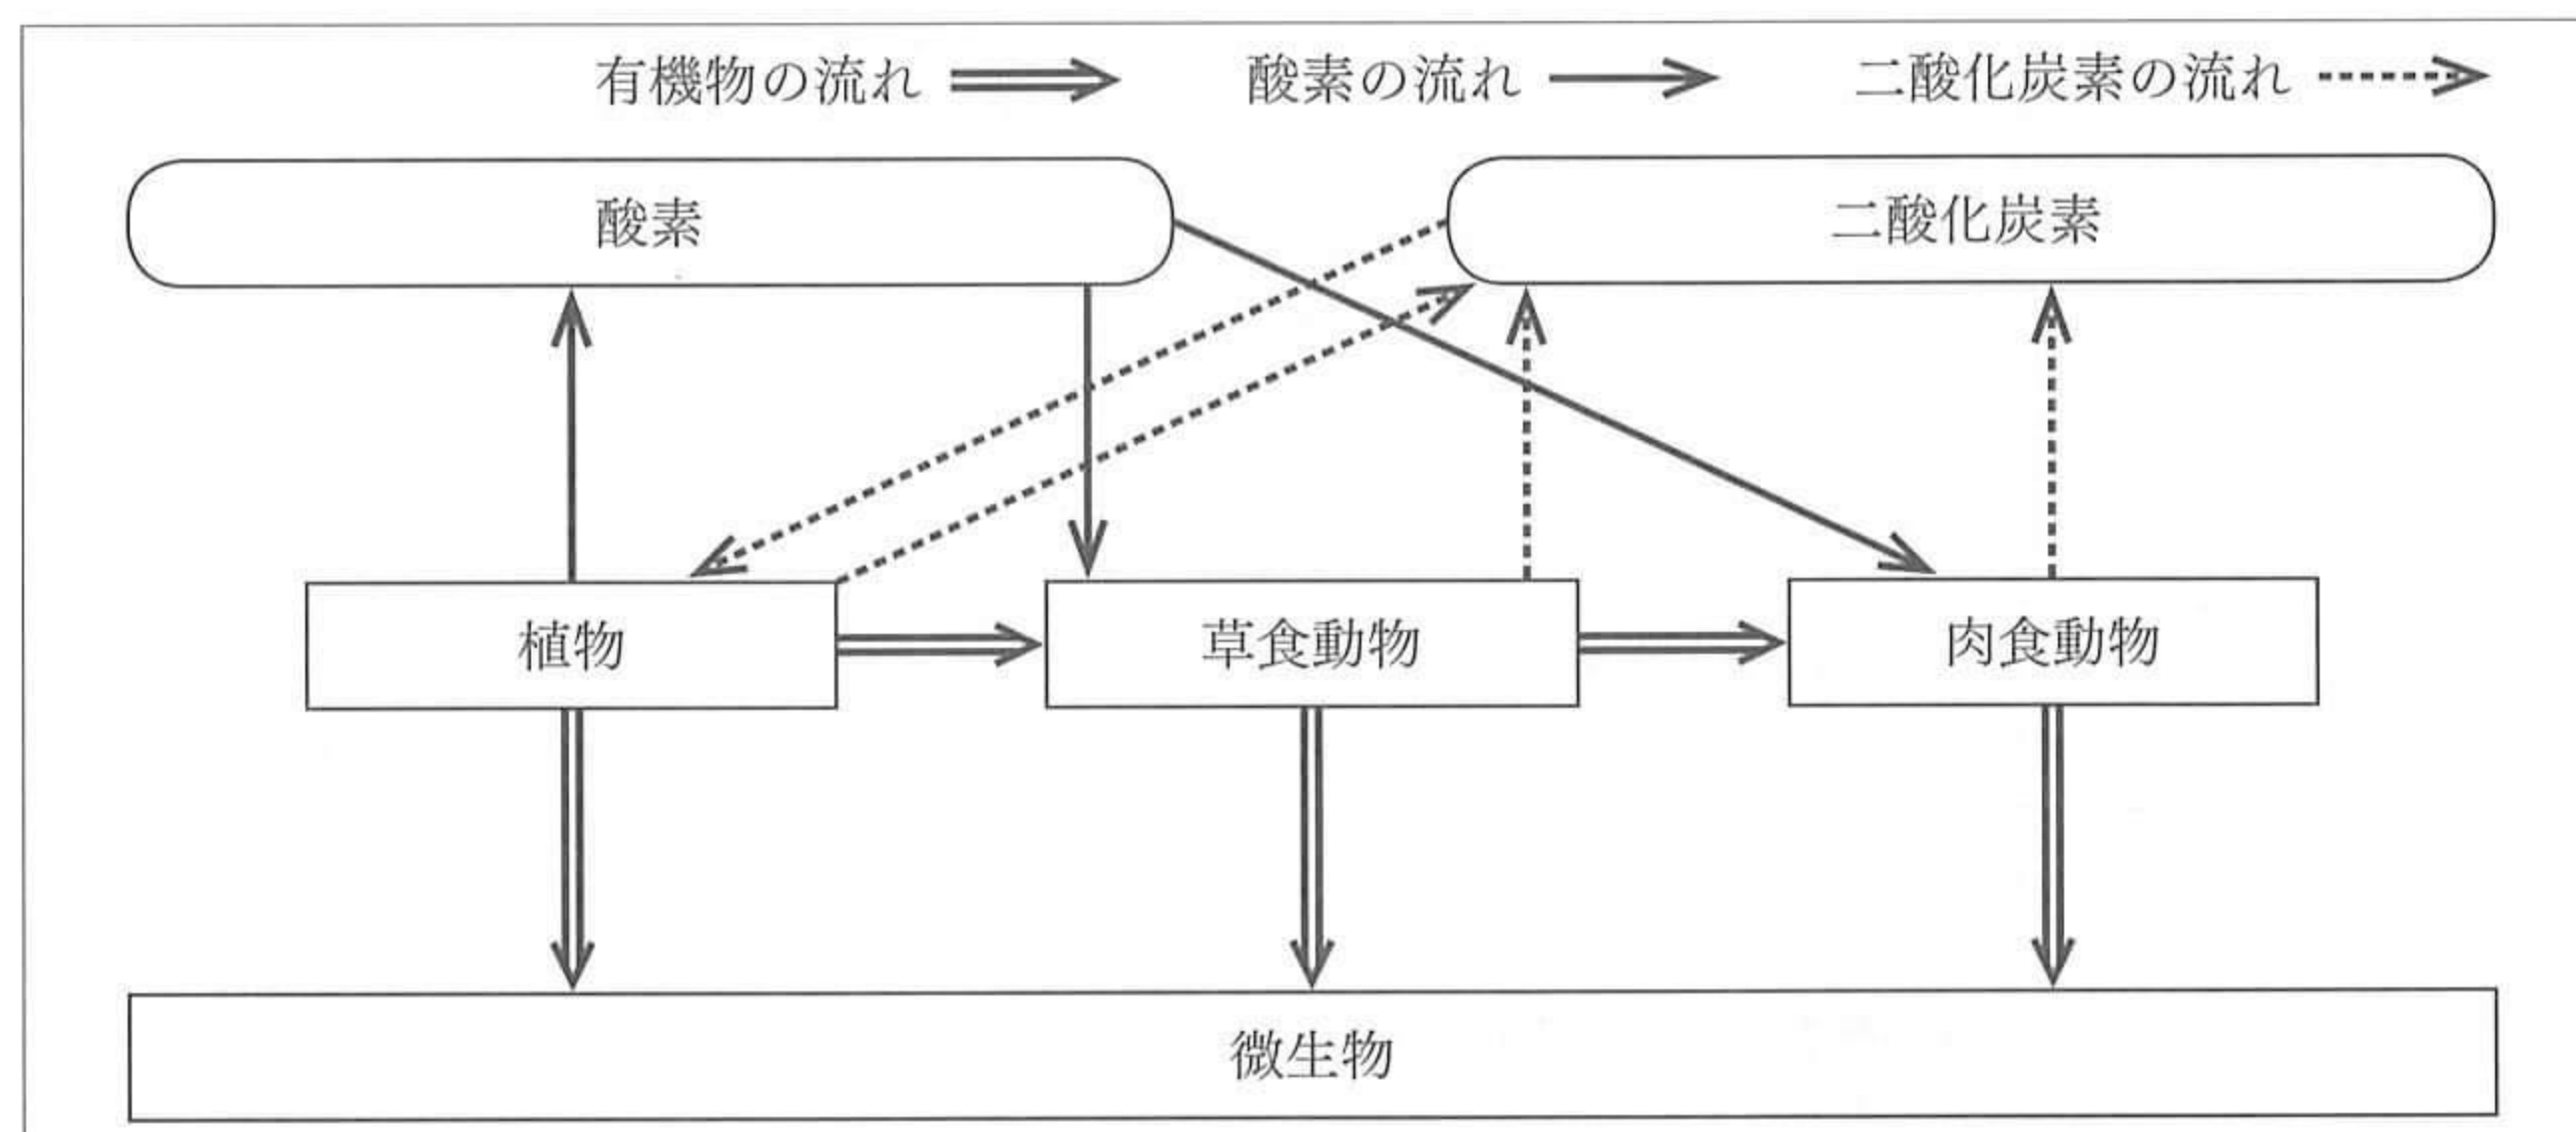 有機物の流れ 酸素の流れ 二酸化炭素の流れ
酸素 二酸化炭素
植物 草食動物 肉食動物
微生物